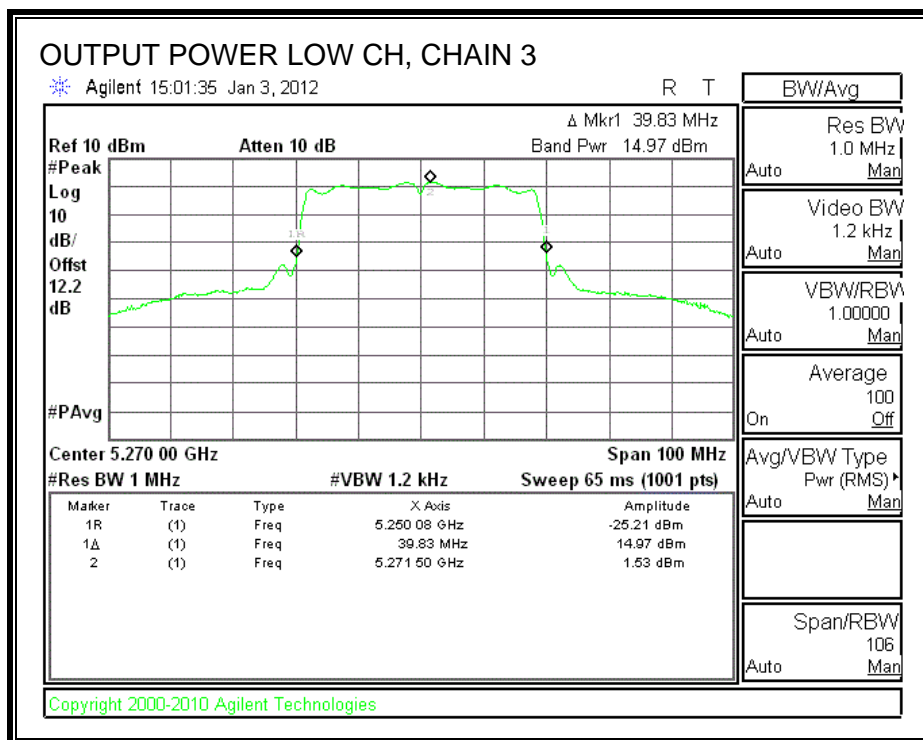 OUTPUT POWER LOW CH, CHAIN 3
Agilent 15:01:35 Jan 3, 2012 R T
Δ Mkr1 39.83 MHz
Ref 10 dBm Atten 10 dB Band Pwr 14.97 dBm
#Peak
Log
10
dB/
Offst
12.2
dB
1R
2
1
#PAvg
Center 5.270 00 GHz Span 100 MHz
#Res BW 1 MHz #VBW 1.2 kHz Sweep 65 ms (1001 pts)
Marker Trace Type X Axis Amplitude
1R (1) Freq 5.250 08 GHz -25.21 dBm
1Δ (1) Freq 39.83 MHz 14.97 dBm
2 (1) Freq 5.271 50 GHz 1.53 dBm
BW/Avg
Res BW
1.0 MHz
Auto Man
Video BW
1.2 kHz
Auto Man
VBW/RBW
1.00000
Auto Man
Average
100
On Off
Avg/VBW Type
Pwr (RMS)
Auto Man
Span/RBW
106
Auto Man
Copyright 2000-2010 Agilent Technologies